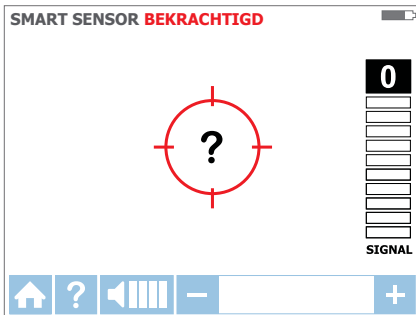 SMART SENSOR BEKRACHTIGD
0
?
SIGNAL
? − +